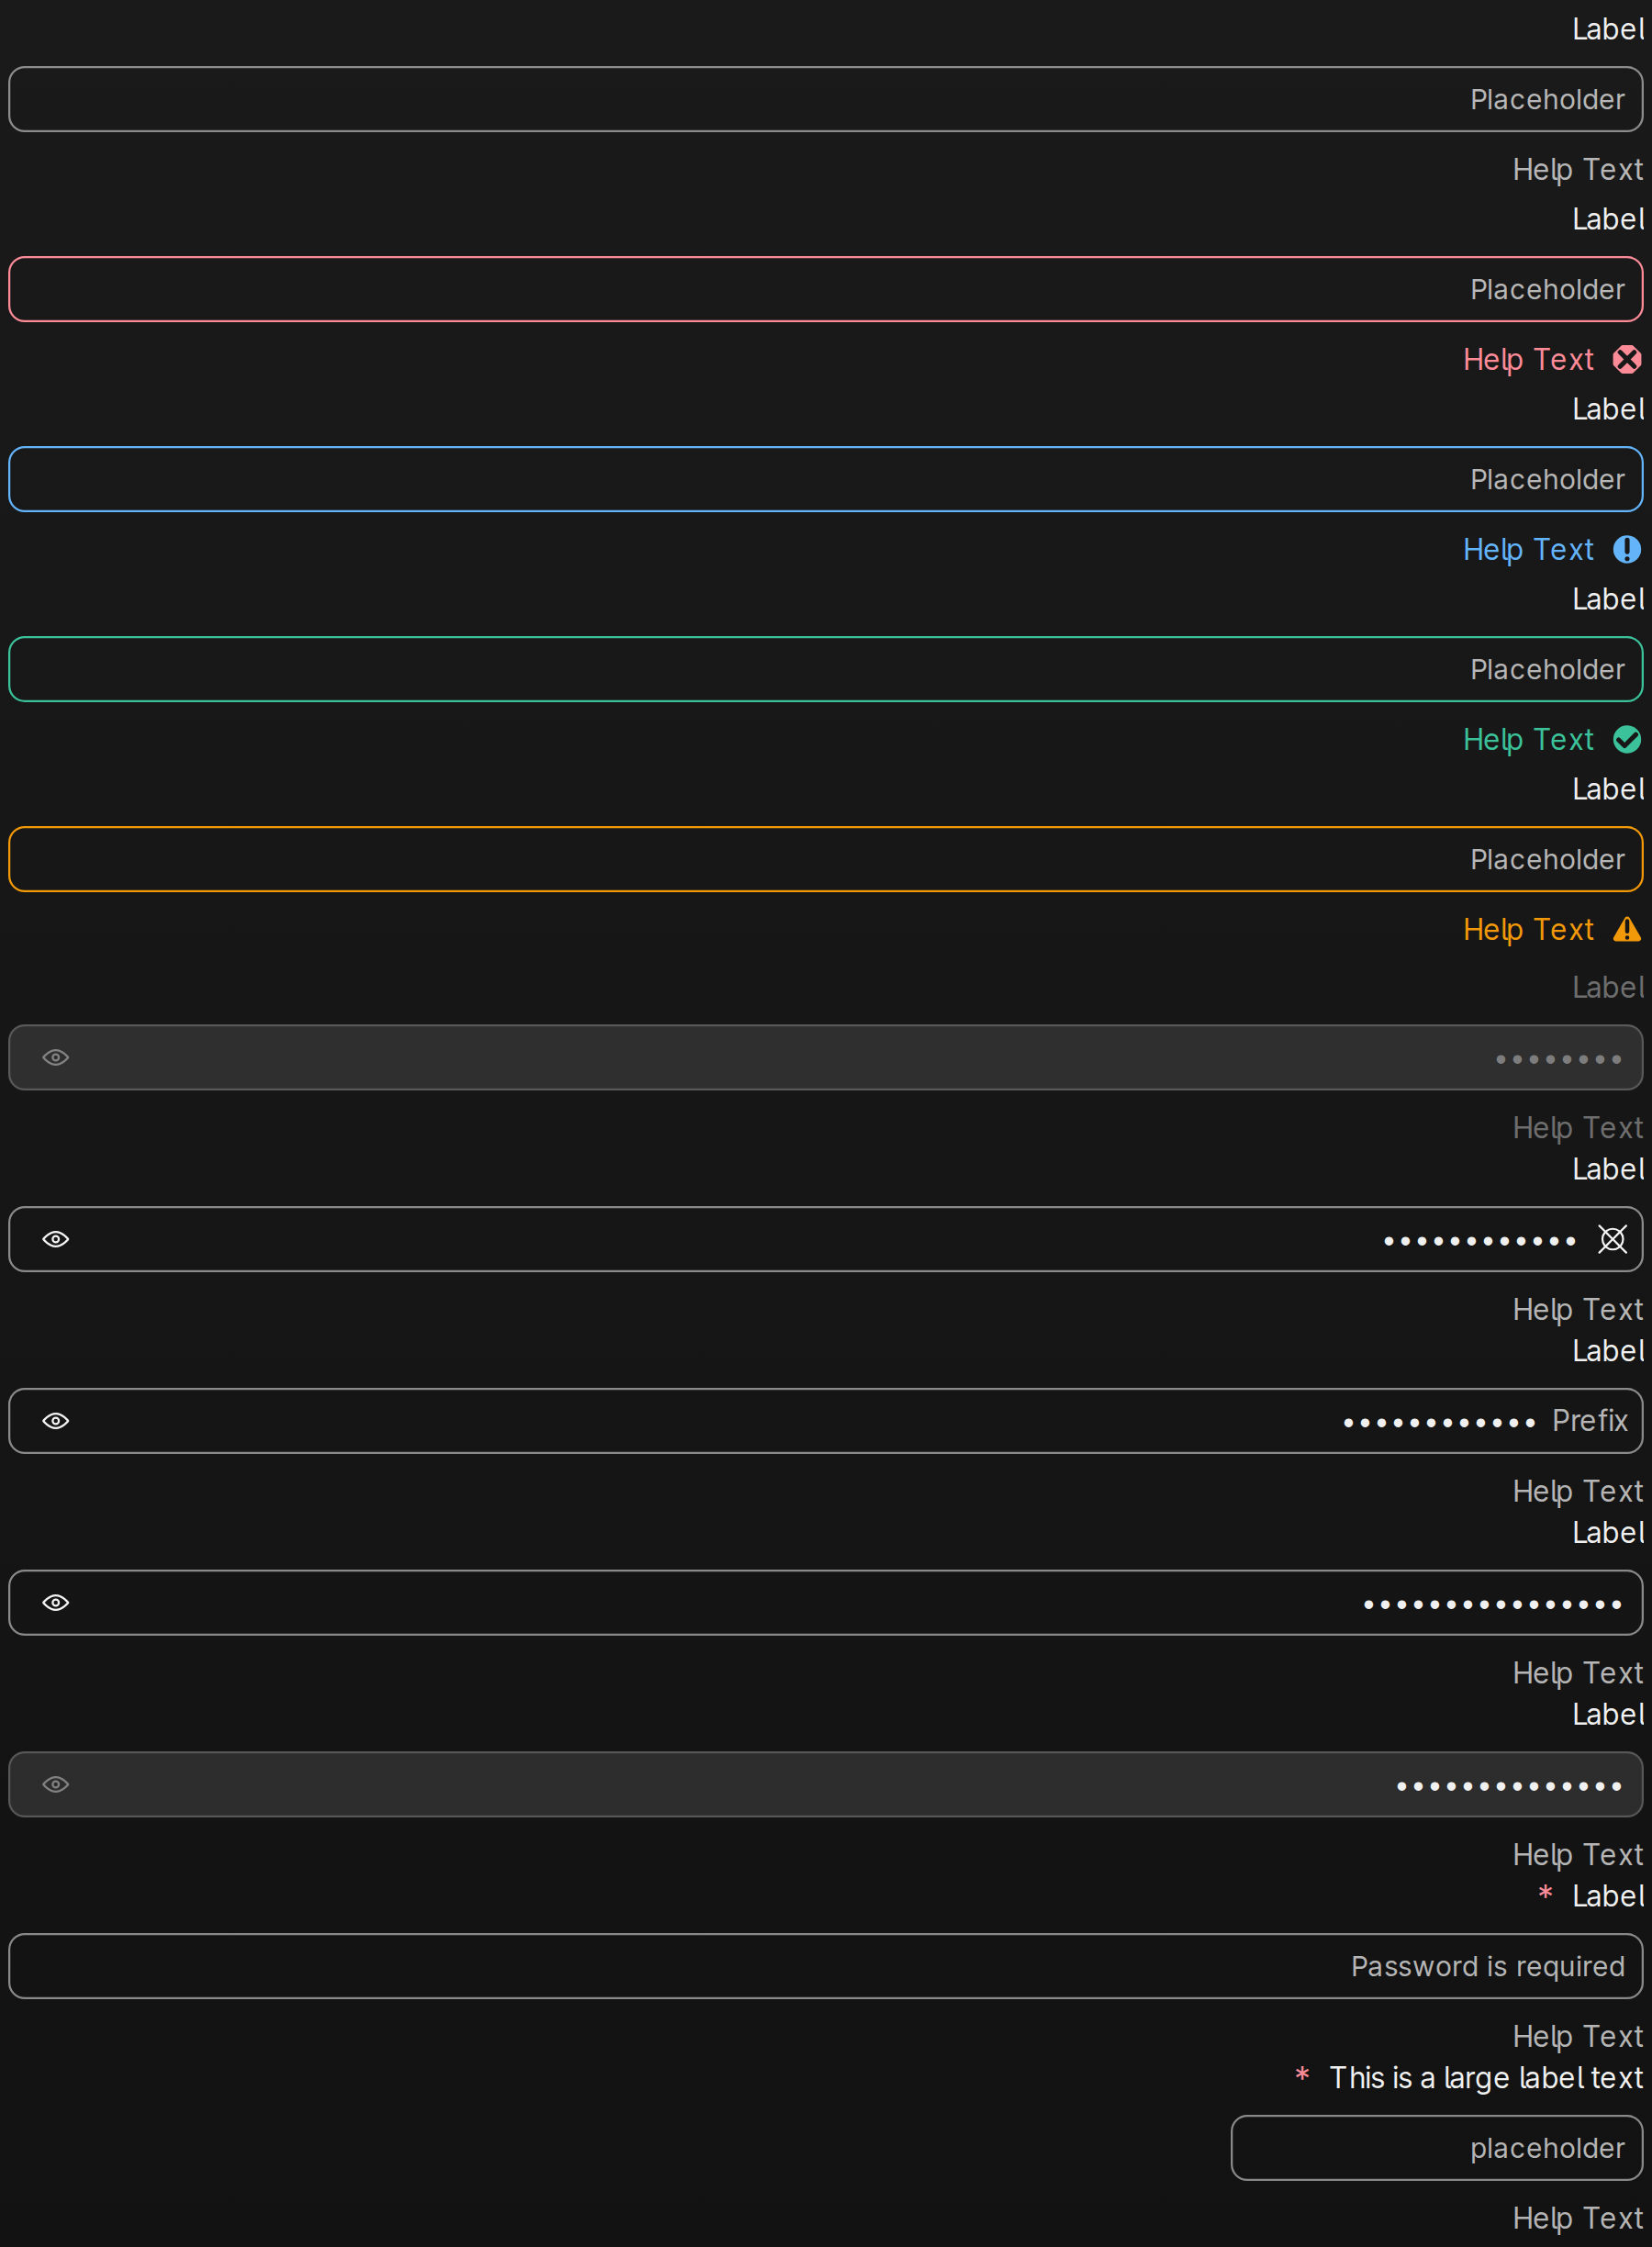 Label
Placeholder
Help Text
Label
Placeholder
Help Text
Label
Placeholder
Help Text
Label
Placeholder
Help Text
Label
Placeholder
Help Text
Label
••••••••
Help Text
Label
••••••••••••
Help Text
Label
•••••••••••• Prefix
Help Text
Label
••••••••••••••••
Help Text
Label
••••••••••••••
Help Text
* Label
Password is required
Help Text
* This is a large label text
placeholder
Help Text